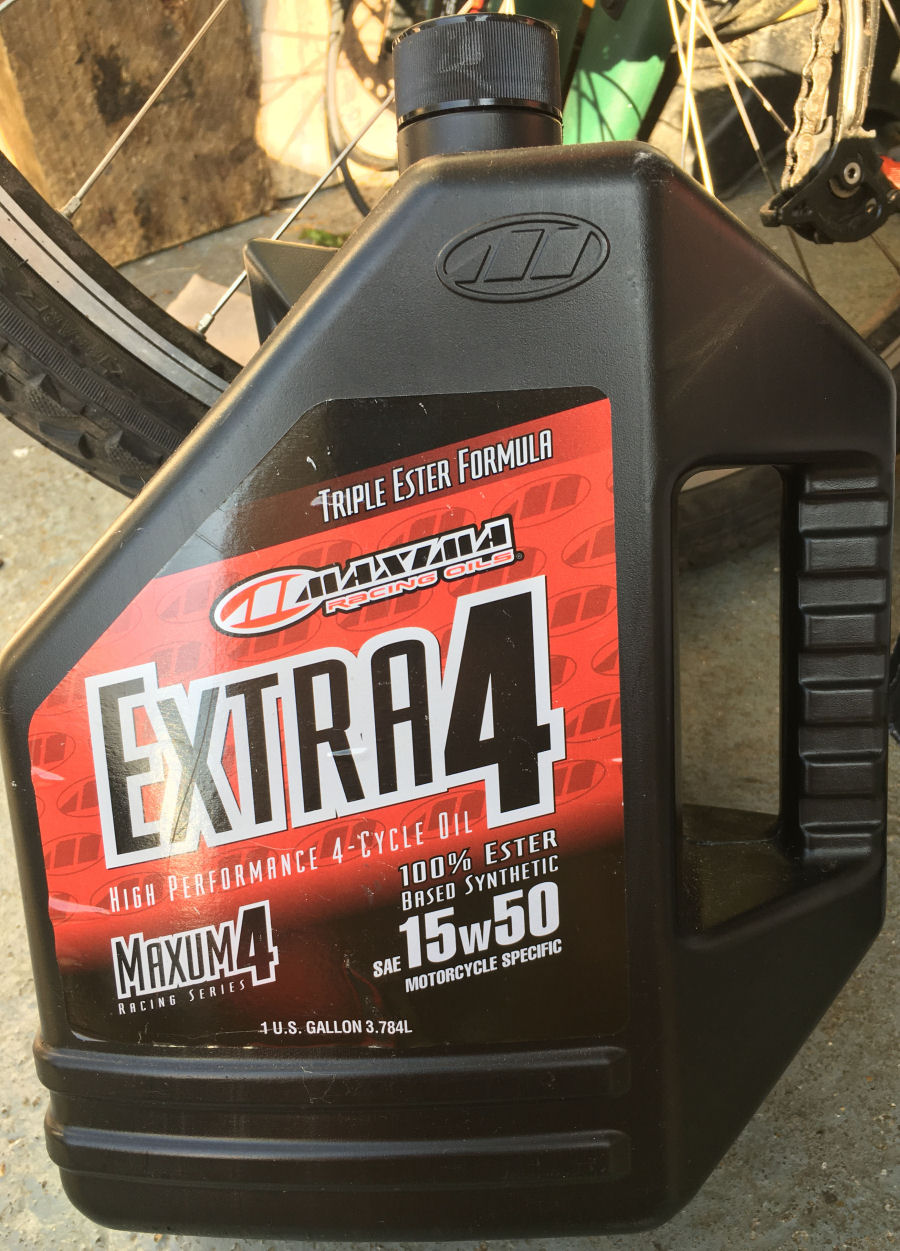 Triple Ester Formula
MAXIMA
RACING OILS®
EXTRA4
High Performance 4-Cycle Oil
100% Ester
Based Synthetic
SAE 15w50
MOTORCYCLE SPECIFIC
Maxum4
Racing Series
1 U.S. GALLON 3.784L